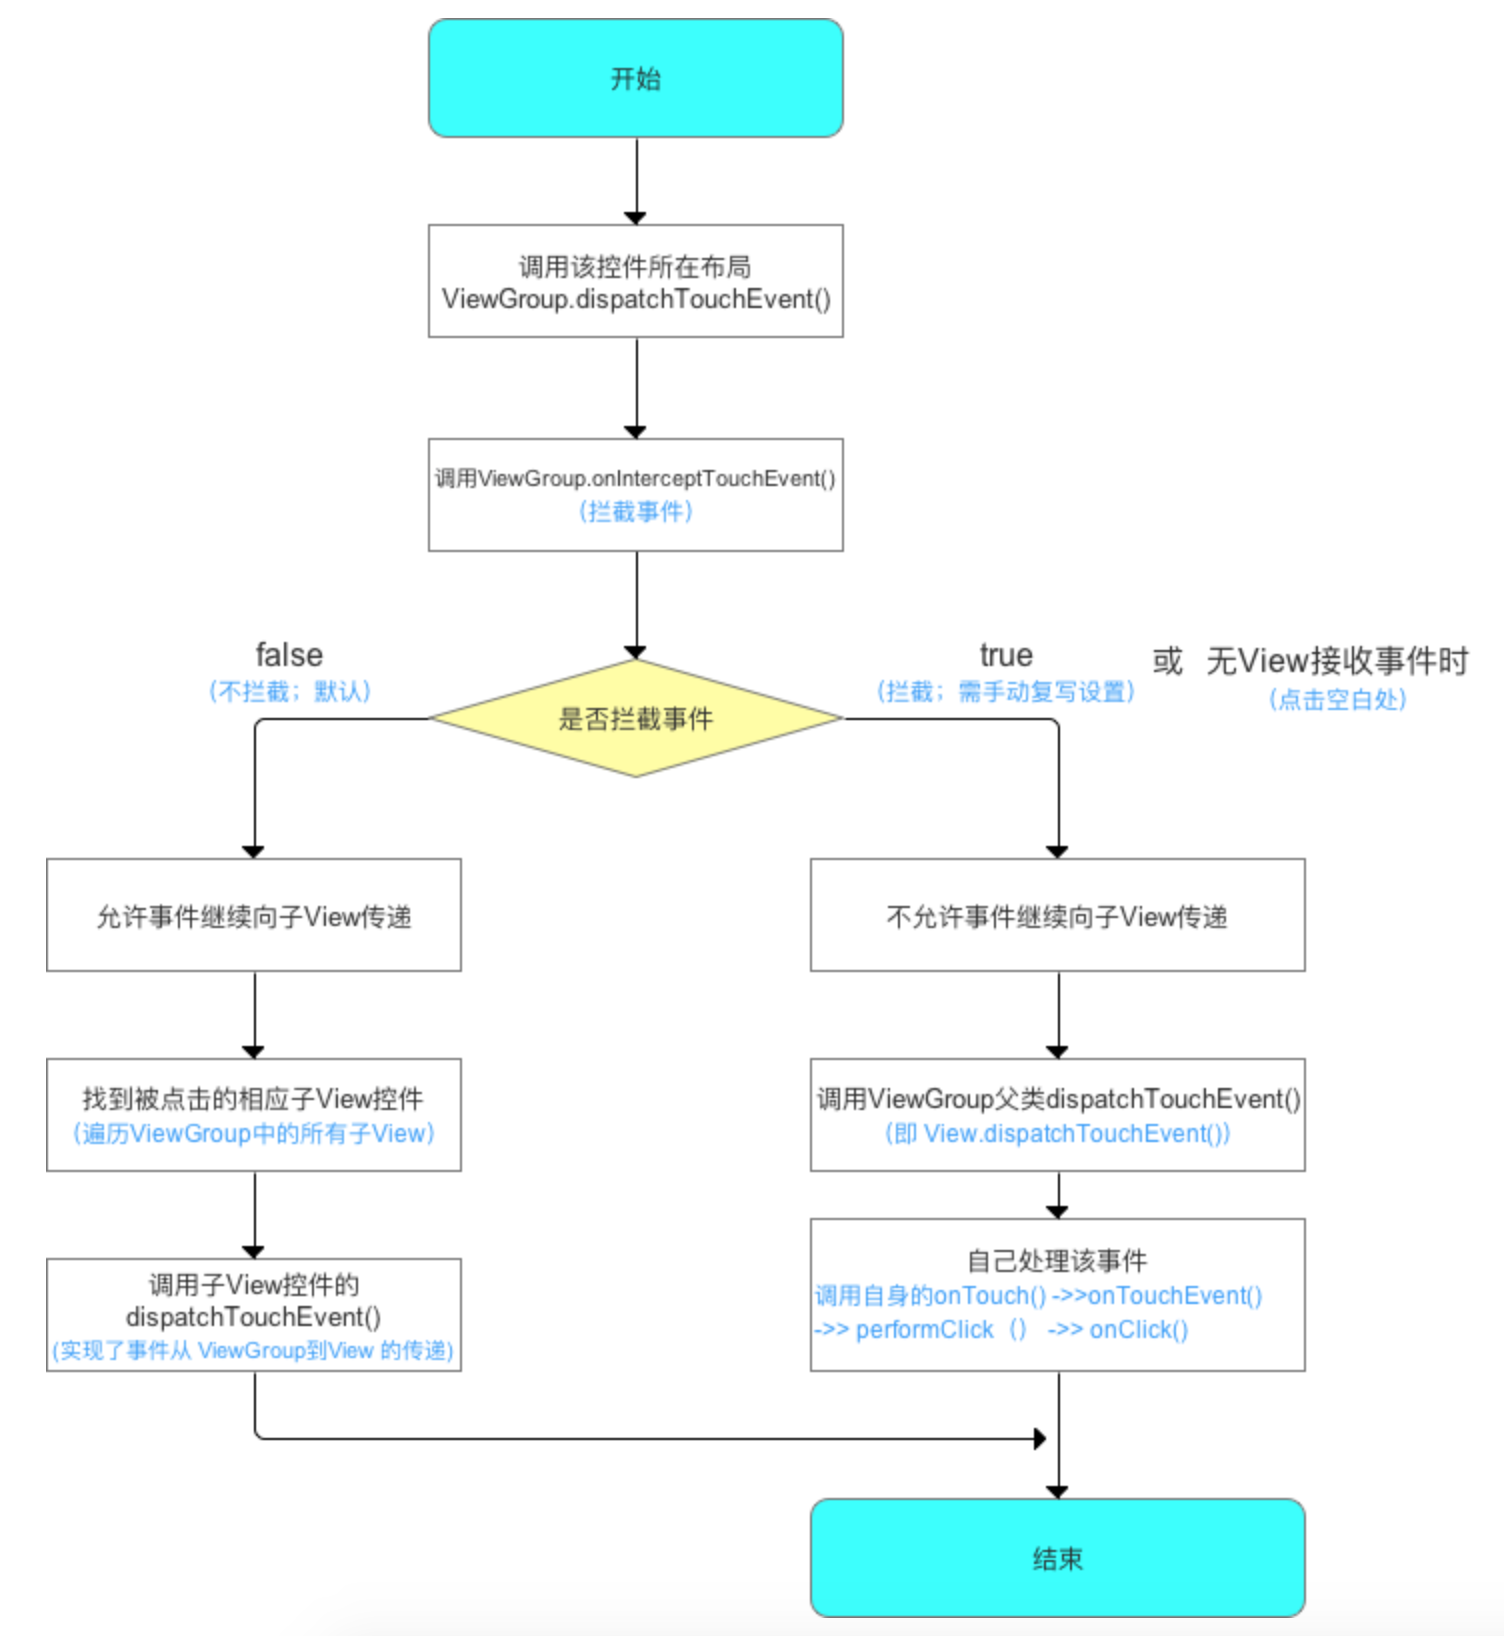 开始
调用该控件所在布局
ViewGroup.dispatchTouchEvent()
调用ViewGroup.onInterceptTouchEvent()
（拦截事件）
false
（不拦截；默认）
true
（拦截；需手动复写设置）
或 无View接收事件时
（点击空白处）
是否拦截事件
允许事件继续向子View传递
不允许事件继续向子View传递
找到被点击的相应子View控件
（遍历ViewGroup中的所有子View）
调用ViewGroup父类dispatchTouchEvent()
（即 View.dispatchTouchEvent()）
调用子View控件的
dispatchTouchEvent()
(实现了事件从 ViewGroup到View 的传递)
自己处理该事件
调用自身的onTouch() ->>onTouchEvent()
->> performClick（） ->> onClick()
结束